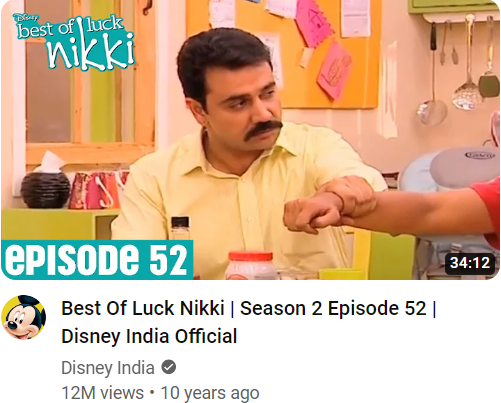 Disney
best of luck
nikki
EPISODE 52
34:12
Best Of Luck Nikki | Season 2 Episode 52 |
Disney India Official
Disney India
12M views • 10 years ago